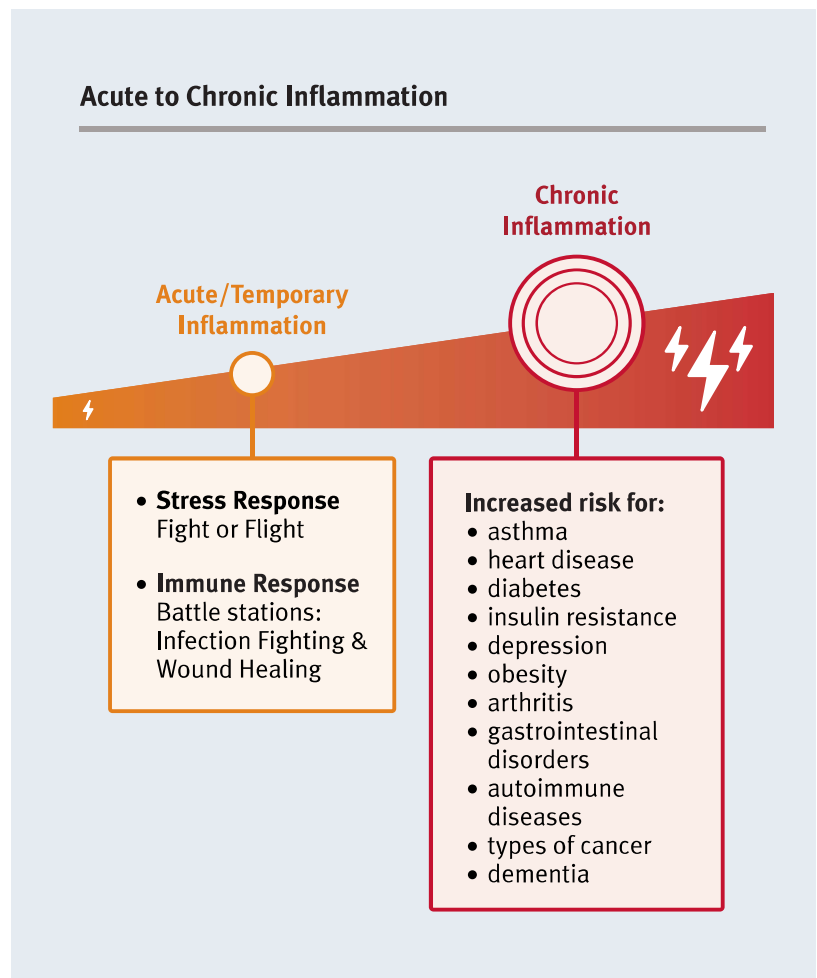 Acute to Chronic Inflammation
Chronic
Inflammation
Acute/Temporary
Inflammation
• Stress Response
Fight or Flight
• Immune Response
Battle stations:
Infection Fighting &
Wound Healing
Increased risk for:
• asthma
• heart disease
• diabetes
• insulin resistance
• depression
• obesity
• arthritis
• gastrointestinal
disorders
• autoimmune
diseases
• types of cancer
• dementia